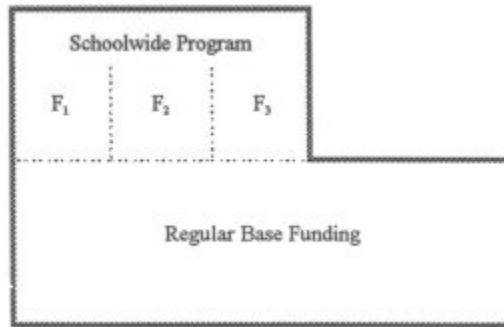 Schoolwide Program
F₁ F₂ F₃
Regular Base Funding